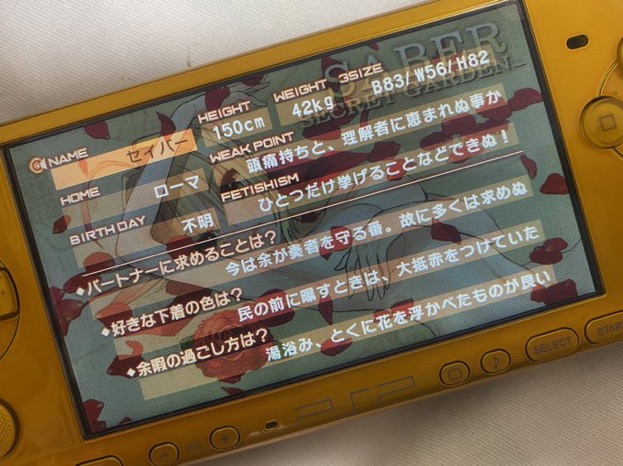 SABER
SECRET GARDEN_
NAME
セイバー
HEIGHT
150cm
WEIGHT
42kg
3SIZE
B83/W56/H82
HOME
ローマ
WEAK POINT
頭痛持ちと、理解者に恵まれぬ事か
BIRTHDAY
不明
FETISHISM
ひとつだけ挙げることなどできぬ!
◆パートナーに求めることは?
今は余が奏者を守る番。故に多くは求めぬ
◆好きな下着の色は?
民の前に曝すときは、大抵赤をつけていた
◆余暇の過ごし方は?
湯浴み、とくに花を浮かべたものが良い
SELECT
START